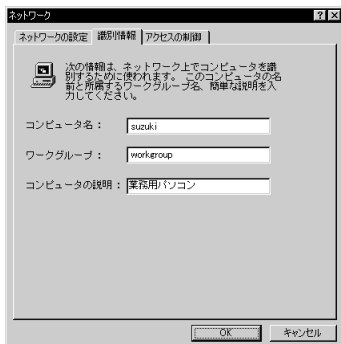 ネットワーク
ネットワークの設定 識別情報 アクセスの制御
次の情報は、ネットワーク上でコンピュータを識
別するために使われます。このコンピュータの名
前と所属するワークグループ名、簡単な説明を入
力してください。
コンピュータ名： suzuki
ワークグループ： workgroup
コンピュータの説明： 業務用パソコン
OK キャンセル